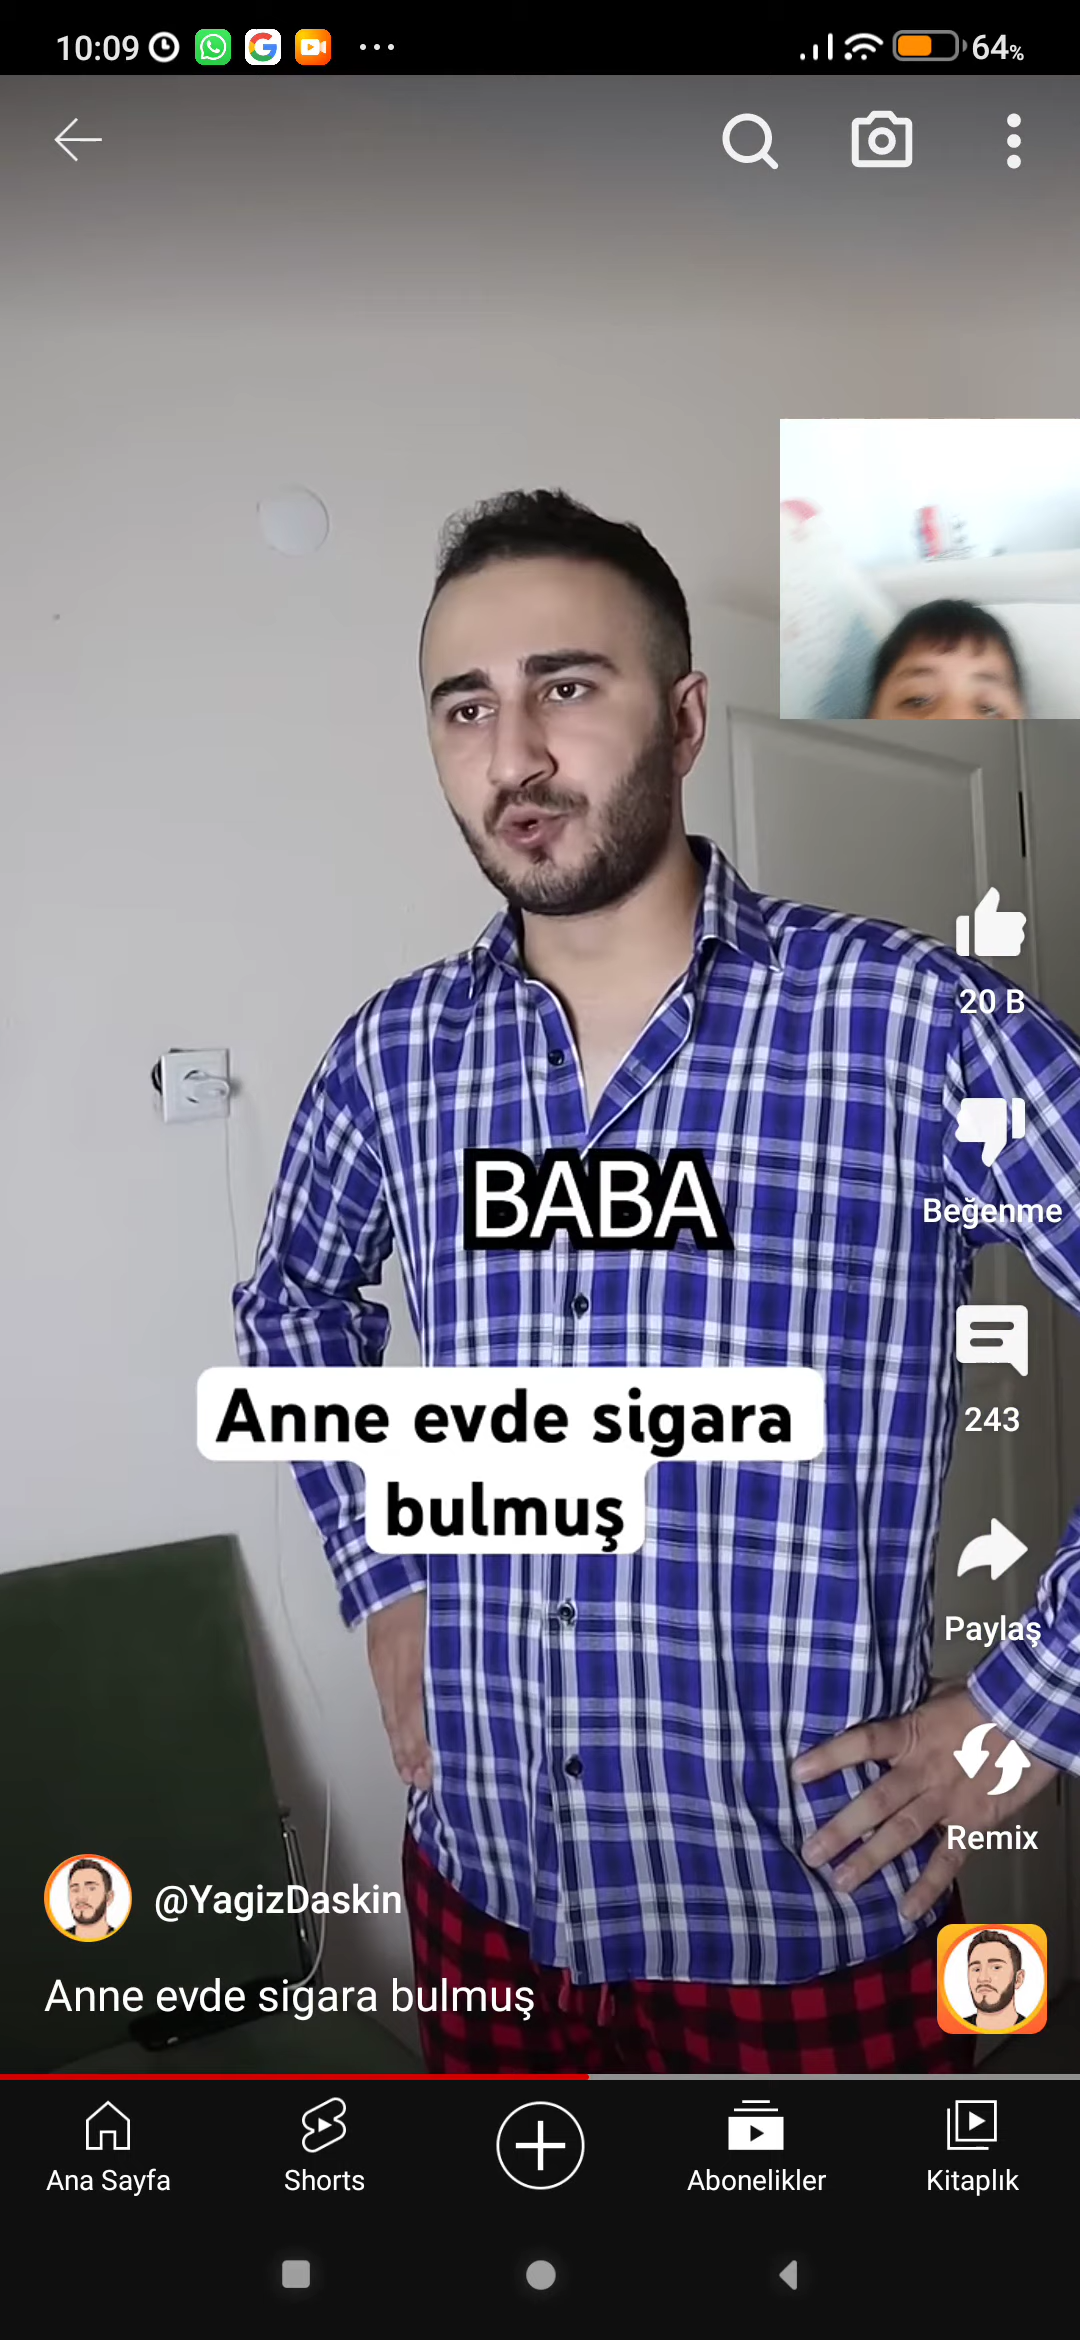 10:09
64%
BABA
Anne evde sigara
bulmuş
20 B
Beğenme
243
Paylaş
Remix
@YagizDaskin
Anne evde sigara bulmuş
Ana Sayfa
Shorts
Abonelikler
Kitaplık